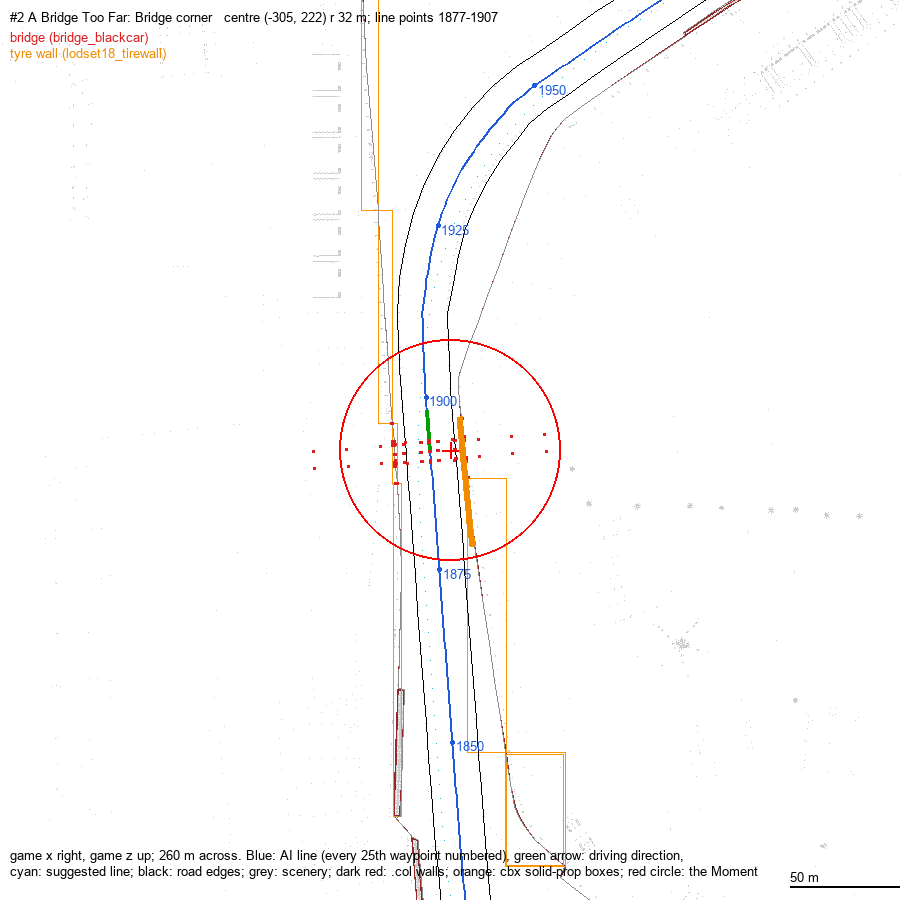 #2 A Bridge Too Far: Bridge corner   centre (-305, 222) r 32 m; line points 1877-1907
bridge (bridge_blackcar)
tyre wall (lodset18_tirewall)
1950
1925
1900
1875
1850
game x right, game z up; 260 m across. Blue: AI line (every 25th waypoint numbered), green arrow: driving direction,
cyan: suggested line; black: road edges; grey: scenery; dark red: .col walls; orange: cbx solid-prop boxes; red circle: the Moment
50 m